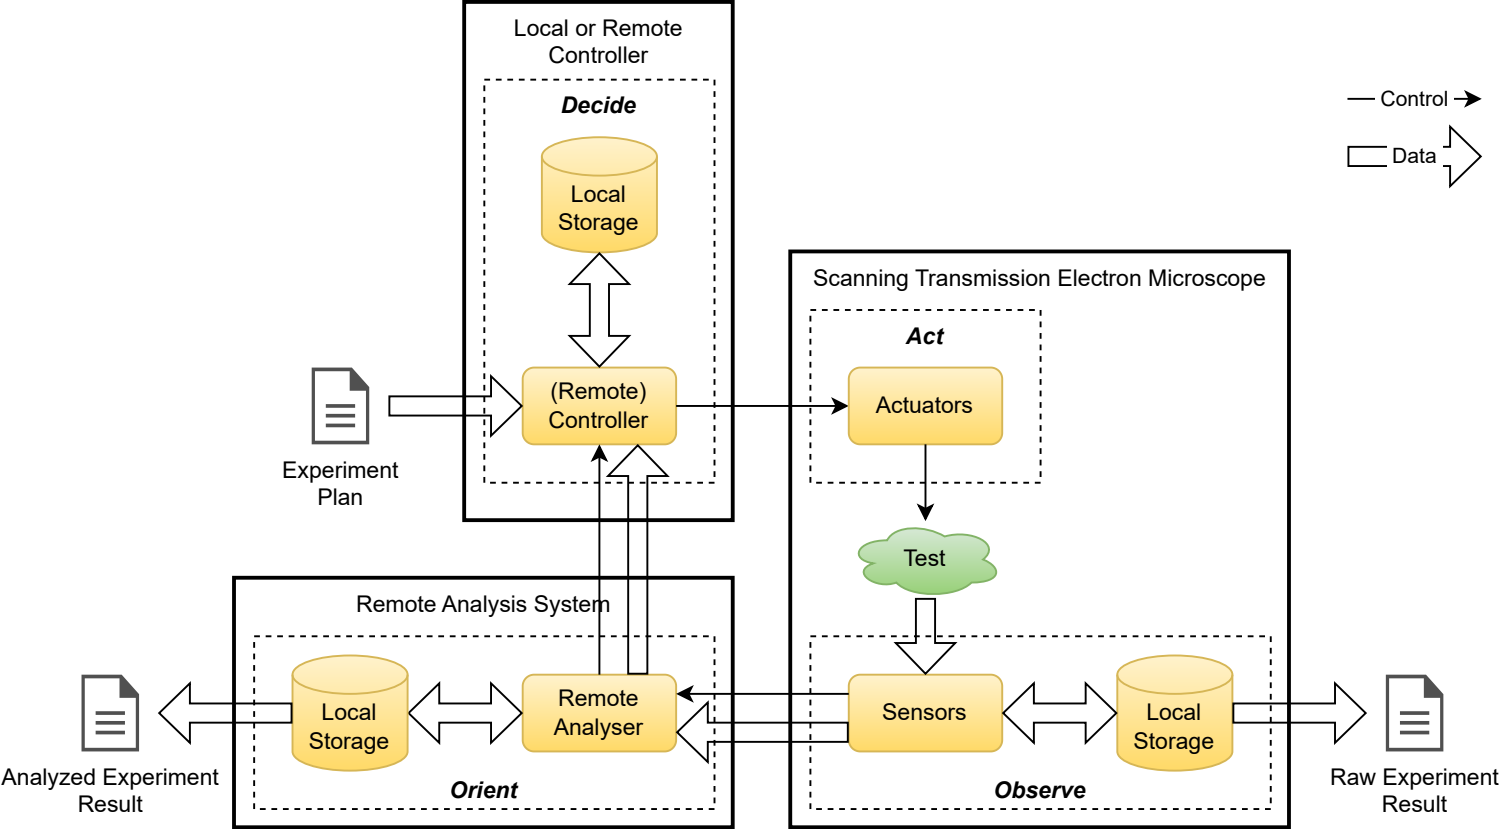 Local or Remote
Controller
Decide
Local
Storage
(Remote)
Controller
Experiment
Plan
Control
Data
Scanning Transmission Electron Microscope
Act
Actuators
Test
Sensors
Local
Storage
Observe
Raw Experiment
Result
Remote Analysis System
Local
Storage
Remote
Analyser
Orient
Analyzed Experiment
Result